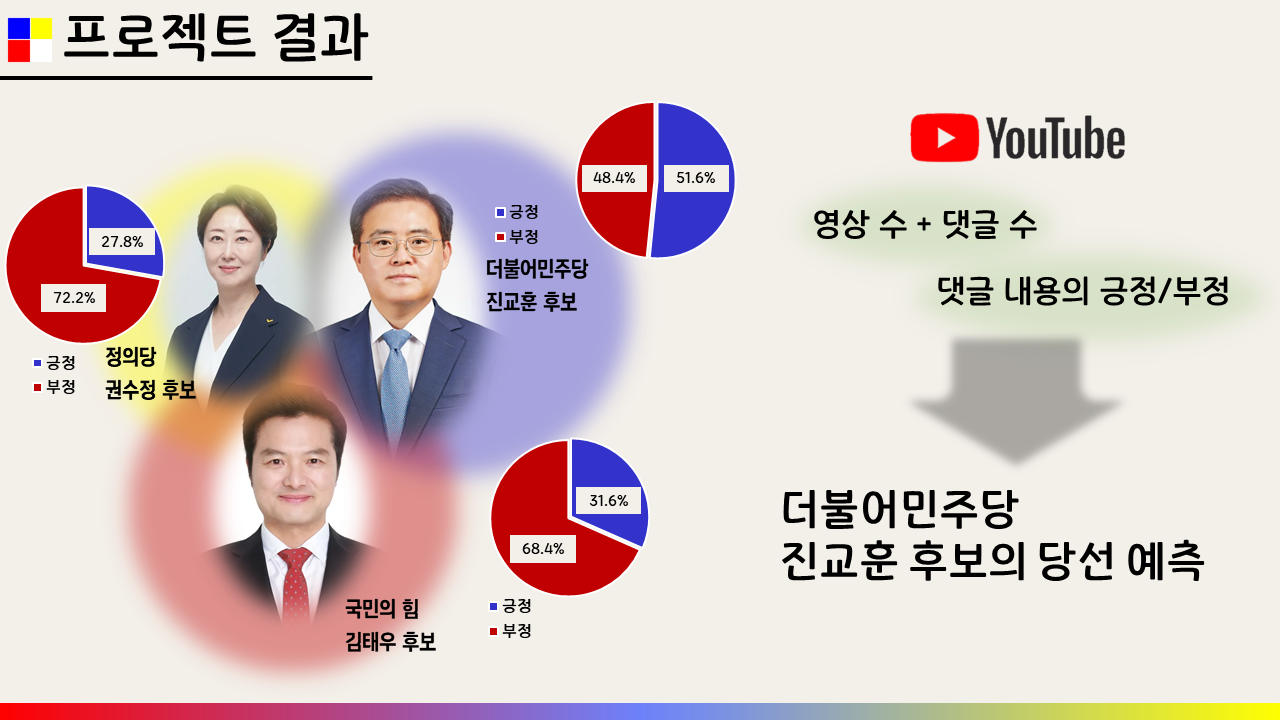 프로젝트 결과
48.4%
51.6%
긍정
부정
더불어민주당
진교훈 후보
27.8%
72.2%
긍정
부정
정의당
권수정 후보
31.6%
68.4%
긍정
부정
국민의 힘
김태우 후보
YouTube
영상 수 + 댓글 수
댓글 내용의 긍정/부정
더불어민주당
진교훈 후보의 당선 예측